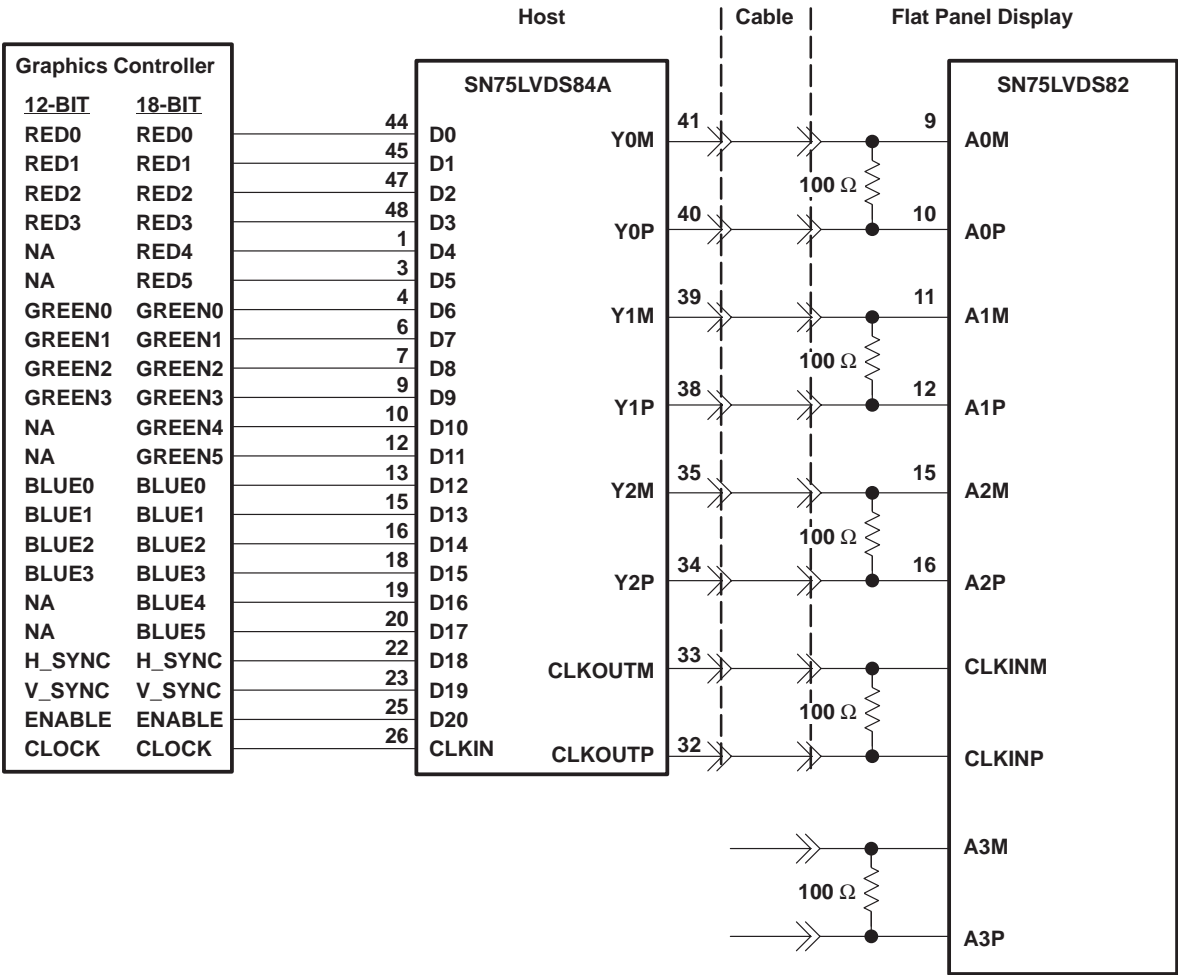 Host Cable Flat Panel Display
Graphics Controller
12-BIT 18-BIT
RED0 RED0
RED1 RED1
RED2 RED2
RED3 RED3
NA RED4
NA RED5
GREEN0 GREEN0
GREEN1 GREEN1
GREEN2 GREEN2
GREEN3 GREEN3
NA GREEN4
NA GREEN5
BLUE0 BLUE0
BLUE1 BLUE1
BLUE2 BLUE2
BLUE3 BLUE3
NA BLUE4
NA BLUE5
H_SYNC H_SYNC
V_SYNC V_SYNC
ENABLE ENABLE
CLOCK CLOCK
SN75LVDS84A
44 D0
45 D1
47 D2
48 D3
1 D4
3 D5
4 D6
6 D7
7 D8
9 D9
10 D10
12 D11
13 D12
15 D13
16 D14
18 D15
19 D16
20 D17
22 D18
23 D19
25 D20
26 CLKIN
Y0M 41
Y0P 40
Y1M 39
Y1P 38
Y2M 35
Y2P 34
CLKOUTM 33
CLKOUTP 32
100 Ω
100 Ω
100 Ω
100 Ω
100 Ω
SN75LVDS82
9 A0M
10 A0P
11 A1M
12 A1P
15 A2M
16 A2P
CLKINM
CLKINP
A3M
A3P